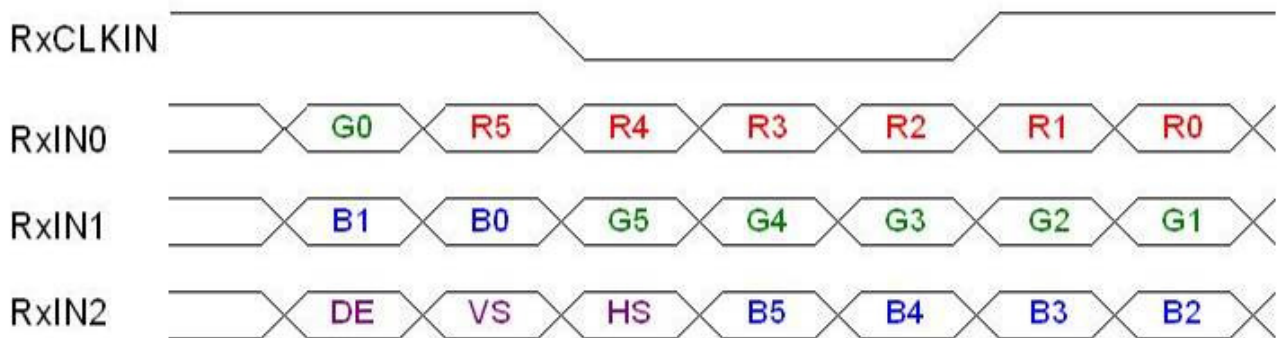 RxCLKIN
RxIN0 G0 R5 R4 R3 R2 R1 R0
RxIN1 B1 B0 G5 G4 G3 G2 G1
RxIN2 DE VS HS B5 B4 B3 B2